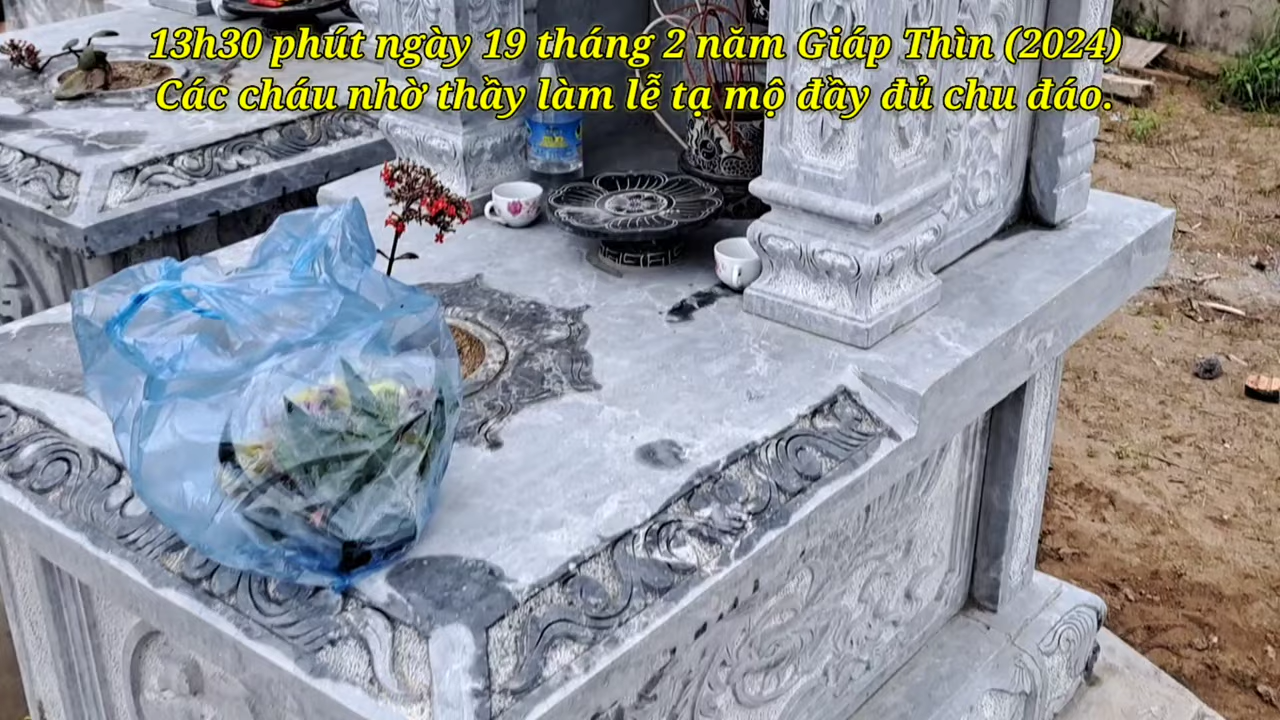 13h30 phút ngày 19 tháng 2 năm Giáp Thìn (2024)
Các cháu nhờ thầy làm lễ tạ mộ đầy đủ chu đáo.